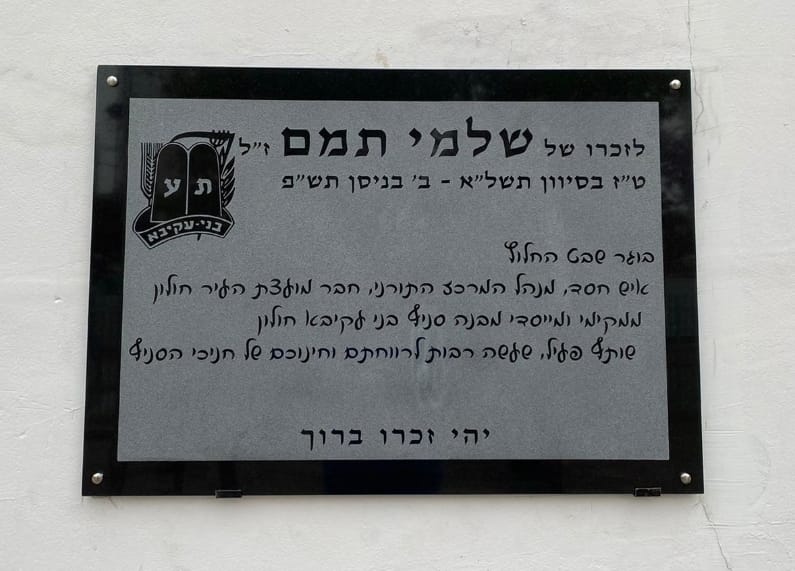 לזכרו של שלמי תמם ז״ל
ט״ז בסיוון תשל״א - ב׳ בניסן תש״פ
ת ע
בני-עקיבא
בוגר שבט החלוץ
איש חסד, מנהל המרכז התורני, חבר מועצת העיר חולון
ממקימי ומייסדי מבנה סניף בני עקיבא חולון
שותף פעיל, שעשה רבות לרווחתם וחינוכם של חניכי הסניף
יהי זכרו ברוך